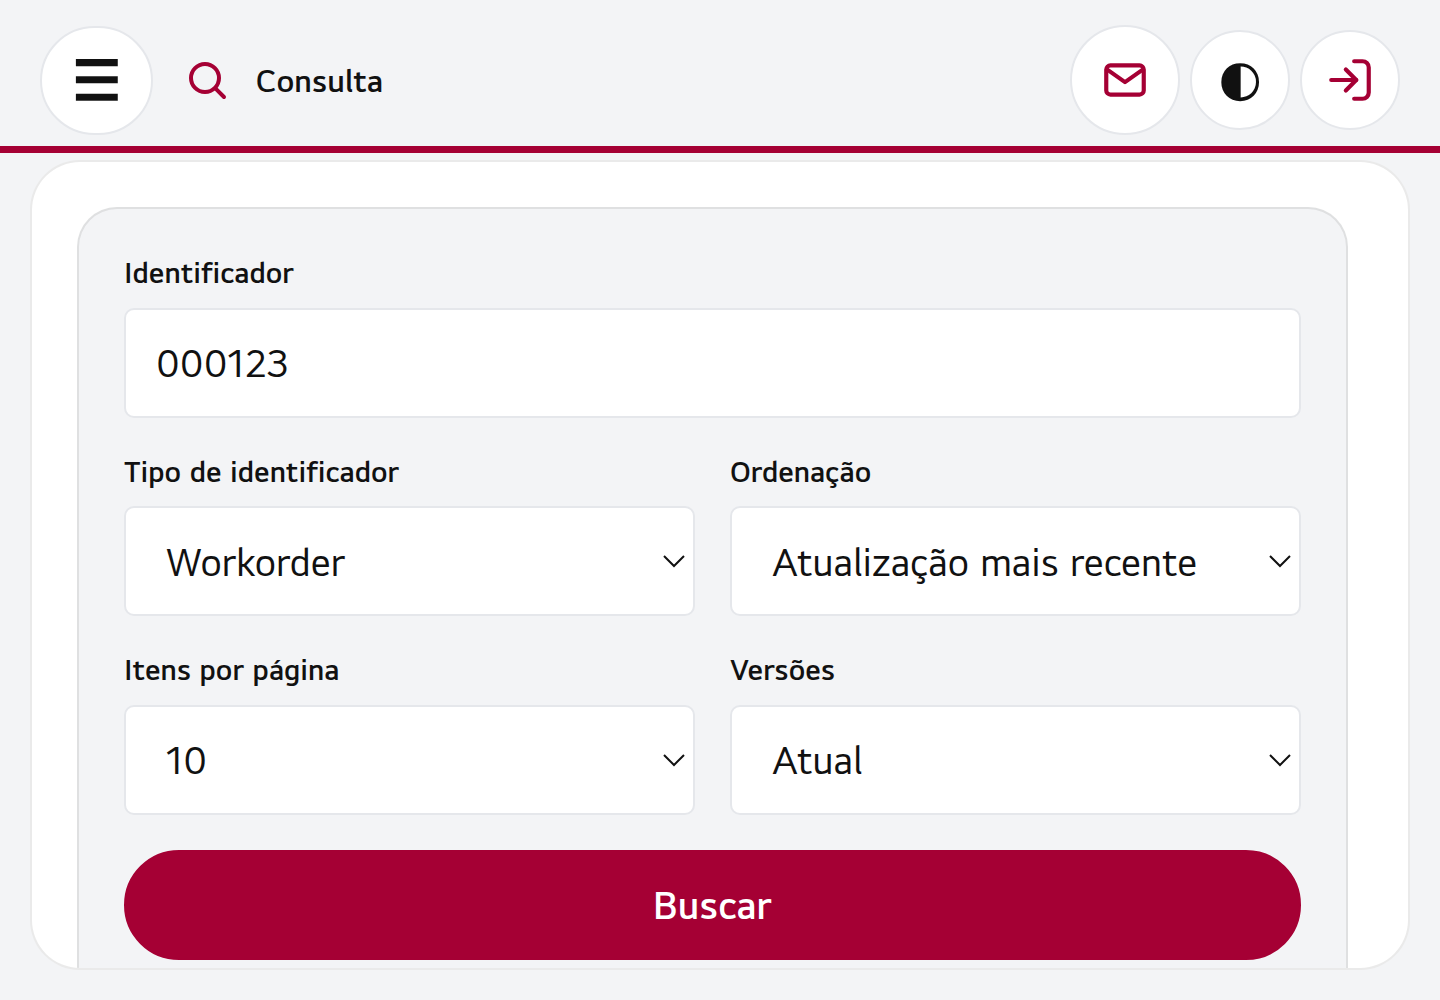 Consulta
Identificador
000123
Tipo de identificador
Ordenação
Workorder
Atualização mais recente
Itens por página
Versões
10
Atual
Buscar